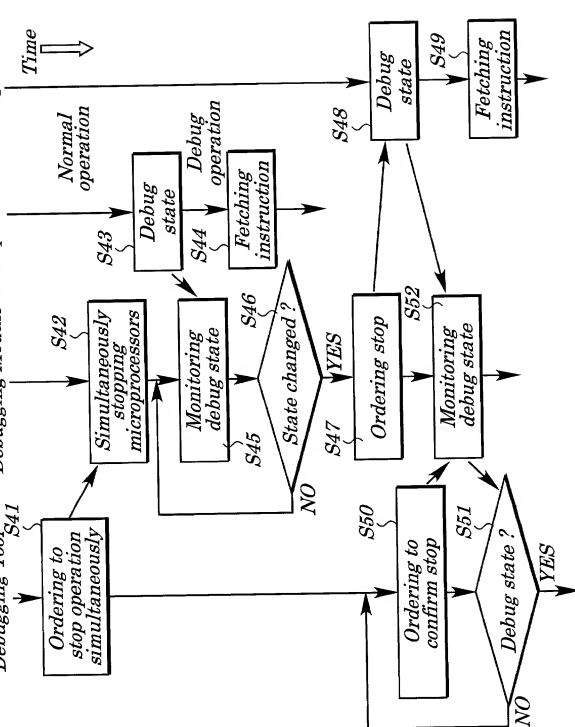 Debugging Tool
Time
Normal
operation
Debug
operation
S41
Ordering to
stop operation
simultaneously
S42
Simultaneously
stopping
microprocessors
S43
Debug
state
S44
Fetching
instruction
Monitoring
debug state
S45
S46
State changed ?
YES
NO
S47
Ordering stop
S48
Debug
state
S49
Fetching
instruction
S50
Ordering to
confirm stop
S52
Monitoring
debug state
S51
Debug state ?
YES
NO